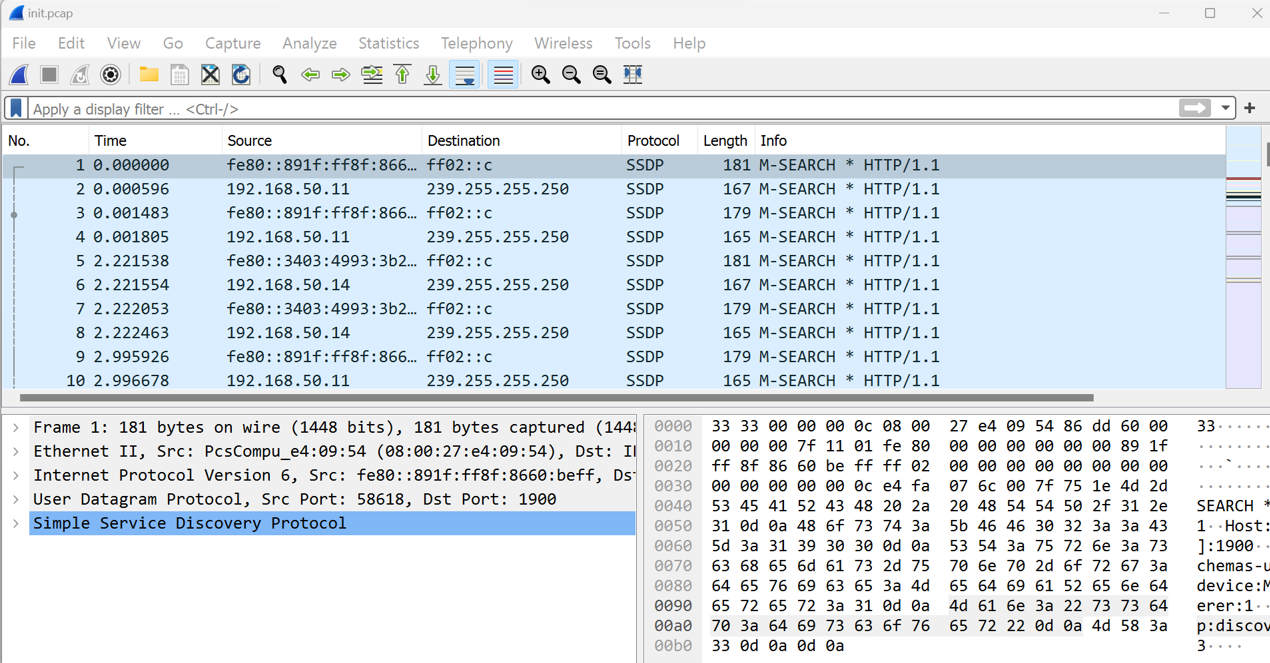 init.pcap
File Edit View Go Capture Analyze Statistics Telephony Wireless Tools Help
Apply a display filter ... <Ctrl-/>
No. Time Source Destination Protocol Length Info
1 0.000000 fe80::891f:ff8f:866… ff02::c SSDP 181 M-SEARCH * HTTP/1.1
2 0.000596 192.168.50.11 239.255.255.250 SSDP 167 M-SEARCH * HTTP/1.1
3 0.001483 fe80::891f:ff8f:866… ff02::c SSDP 179 M-SEARCH * HTTP/1.1
4 0.001805 192.168.50.11 239.255.255.250 SSDP 165 M-SEARCH * HTTP/1.1
5 2.221538 fe80::3403:4993:3b2… ff02::c SSDP 181 M-SEARCH * HTTP/1.1
6 2.221554 192.168.50.14 239.255.255.250 SSDP 167 M-SEARCH * HTTP/1.1
7 2.222053 fe80::3403:4993:3b2… ff02::c SSDP 179 M-SEARCH * HTTP/1.1
8 2.222463 192.168.50.14 239.255.255.250 SSDP 165 M-SEARCH * HTTP/1.1
9 2.995926 fe80::891f:ff8f:866… ff02::c SSDP 179 M-SEARCH * HTTP/1.1
10 2.996678 192.168.50.11 239.255.255.250 SSDP 165 M-SEARCH * HTTP/1.1
Frame 1: 181 bytes on wire (1448 bits), 181 bytes captured (144
Ethernet II, Src: PcsCompu_e4:09:54 (08:00:27:e4:09:54), Dst:
Internet Protocol Version 6, Src: fe80::891f:ff8f:8660:beff, Ds
User Datagram Protocol, Src Port: 58618, Dst Port: 1900
Simple Service Discovery Protocol
0000 33 33 00 00 00 0c 08 00 27 e4 09 54 86 dd 60 00 33······
0010 00 00 00 7f 11 01 fe 80 00 00 00 00 00 00 89 1f ········
0020 ff 8f 86 60 be ff ff 02 00 00 00 00 00 00 00 00 ···`····
0030 00 00 00 00 00 0c e4 fa 07 6c 00 7f 75 1e 4d 2d ········
0040 53 45 41 52 43 48 20 2a 20 48 54 54 50 2f 31 2e SEARCH *
0050 31 0d 0a 48 6f 73 74 3a 5b 46 46 30 32 3a 3a 43 1··Host:
0060 5d 3a 31 39 30 30 0d 0a 53 54 3a 75 72 6e 3a 73 ]:1900··
0070 63 68 65 6d 61 73 2d 75 70 6e 70 2d 6f 72 67 3a chemas-u
0080 64 65 76 69 63 65 3a 4d 65 64 69 61 52 65 6e 64 device:M
0090 65 72 65 72 3a 31 0d 0a 4d 61 6e 3a 22 73 73 64 erer:1··
00a0 70 3a 64 69 73 63 6f 76 65 72 22 0d 0a 4d 58 3a p:discov
00b0 33 0d 0a 0d 0a 3····